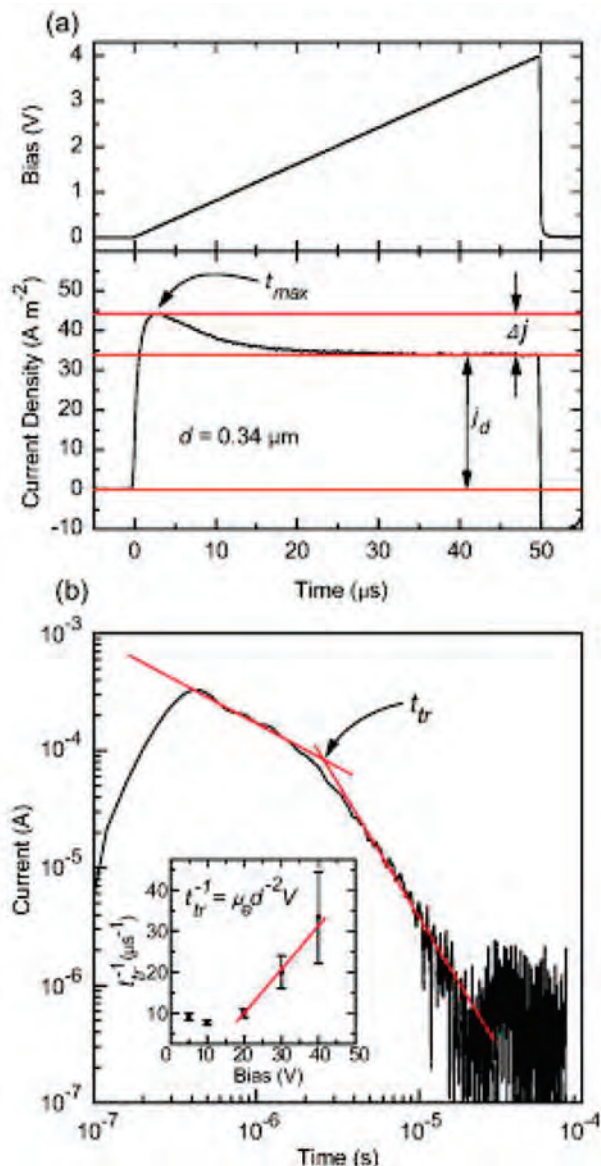 (a)
4
3
2
1
0
Bias (V)
t_max
50
40
30
20
10
0
-10
Current Density (A m⁻²)
Δj
j_d
d = 0.34 μm
0 10 20 30 40 50
Time (μs)
(b)
10⁻³
10⁻⁴
10⁻⁵
10⁻⁶
10⁻⁷
Current (A)
t_tr
t_tr⁻¹ = μ_e d⁻² V
40
30
20
10
t_tr⁻¹ (μs⁻¹)
0 10 20 30 40 50
Bias (V)
10⁻⁷ 10⁻⁶ 10⁻⁵ 10⁻⁴
Time (s)